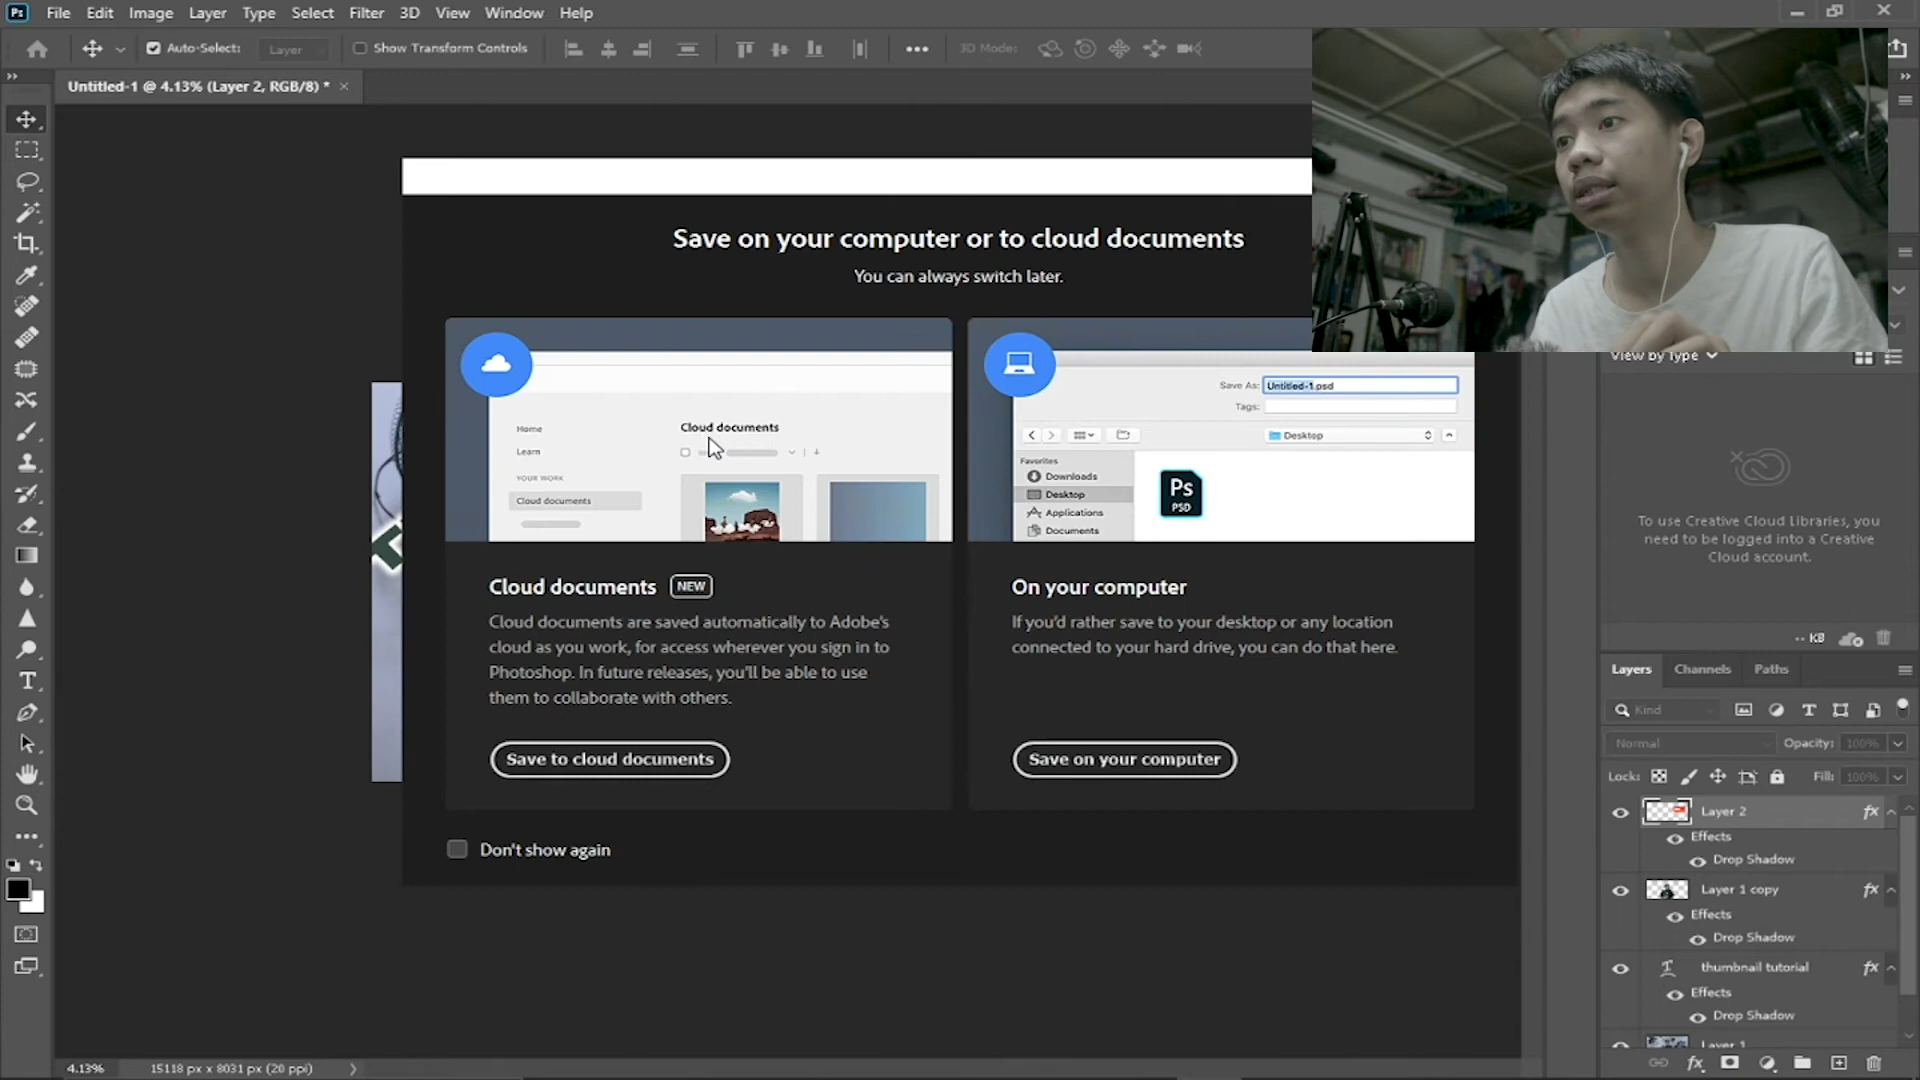 Ps File Edit Image Layer Type Select Filter 3D View Window Help
Auto-Select: Layer Show Transform Controls 3D Mode:
Untitled-1 @ 4.13% (Layer 2, RGB/8) *
Save on your computer or to cloud documents
You can always switch later.
Home
Learn
YOUR WORK
Cloud documents
Cloud documents
Save As: Untitled-1.psd
Tags:
Desktop
Favorites
Downloads
Desktop
Applications
Documents
Ps
PSD
Cloud documents NEW
Cloud documents are saved automatically to Adobe's
cloud as you work, for access wherever you sign in to
Photoshop. In future releases, you'll be able to use
them to collaborate with others.
Save to cloud documents
On your computer
If you'd rather save to your desktop or any location
connected to your hard drive, you can do that here.
Save on your computer
Don't show again
View by Type
To use Creative Cloud Libraries, you
need to be logged into a Creative
Cloud account.
-- KB
Layers Channels Paths
Kind
Normal Opacity: 100%
Lock: Fill: 100%
Layer 2 fx
Effects
Drop Shadow
Layer 1 copy fx
Effects
Drop Shadow
thumbnail tutorial fx
Effects
Drop Shadow
Layer 1
fx
4.13% 15118 px x 8031 px (20 ppi)